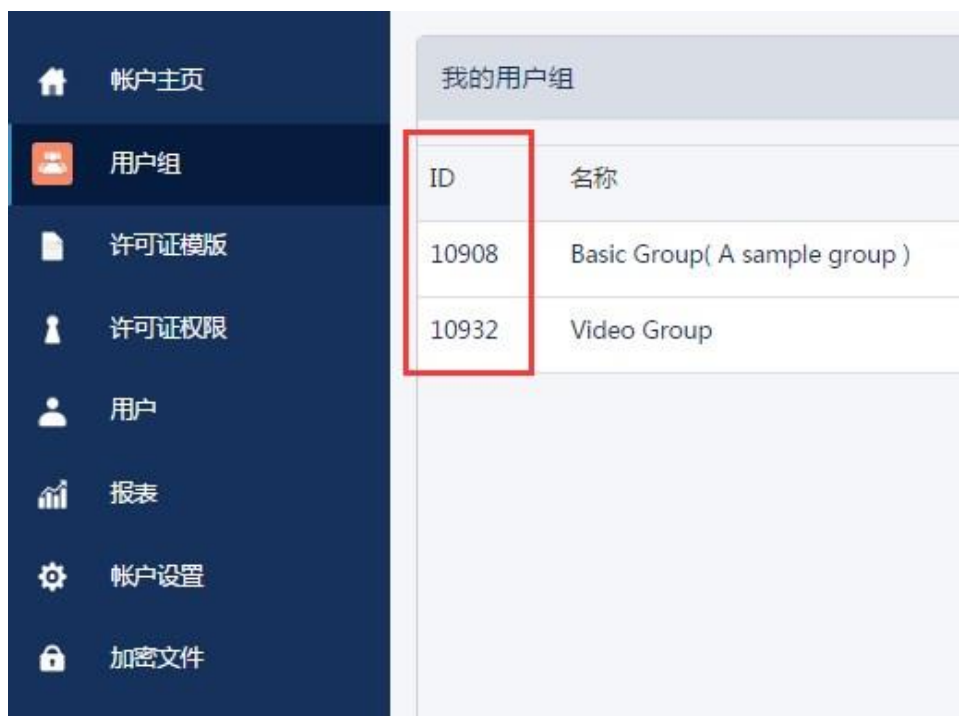 帐户主页
用户组
许可证模版
许可证权限
用户
报表
帐户设置
加密文件
我的用户组
ID 名称
10908 Basic Group( A sample group )
10932 Video Group